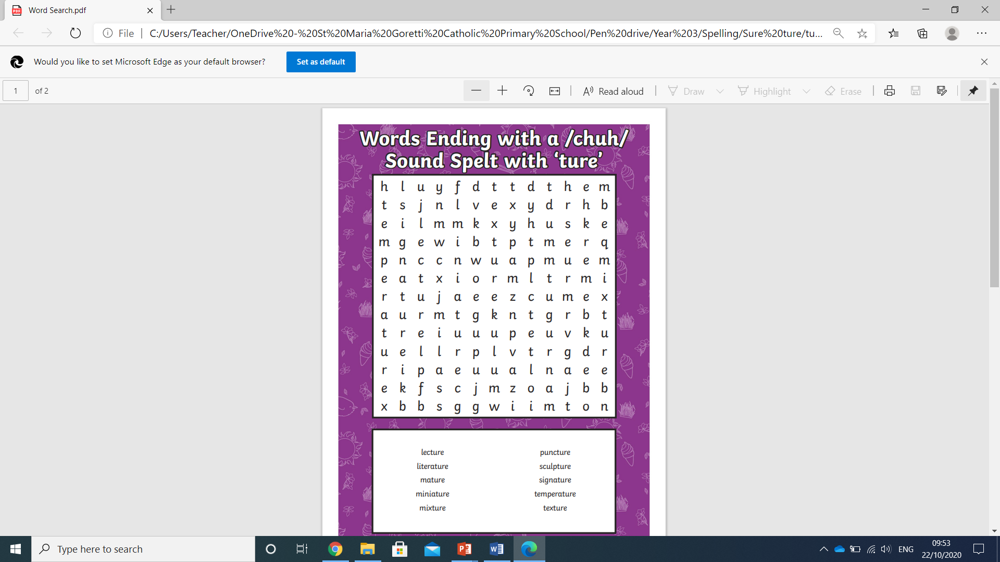 Word Search.pdf
File
C:/Users/Teacher/OneDrive%20-%20St%20Maria%20Goretti%20Catholic%20Primary%20School/Pen%20drive/Year%203/Spelling/Sure%20ture/tu...
Would you like to set Microsoft Edge as your default browser?
Set as default
1 of 2
Read aloud
Draw
Highlight
Erase
Words Ending with a /chuh/
Sound Spelt with ‘ture’
h l u y f d t t d t h e m
t s j n l v e x y d r h b
e i l m m k x y h u s k e
m g e w i b t p t m e r q
p n c c n w u a p m u e m
e a t x i o r m l t r m i
r t u j a e e z c u m e x
a u r m t g k n t g r b t
t r e i u u u p e u v k u
u e l l r p l v t r g d r
r i p a e u u a l n a e e
e k f s c j m z o a j b b
x b b s g g w i i m t o n
lecture
literature
mature
miniature
mixture
puncture
sculpture
signature
temperature
texture
Type here to search
ENG
09:53
22/10/2020